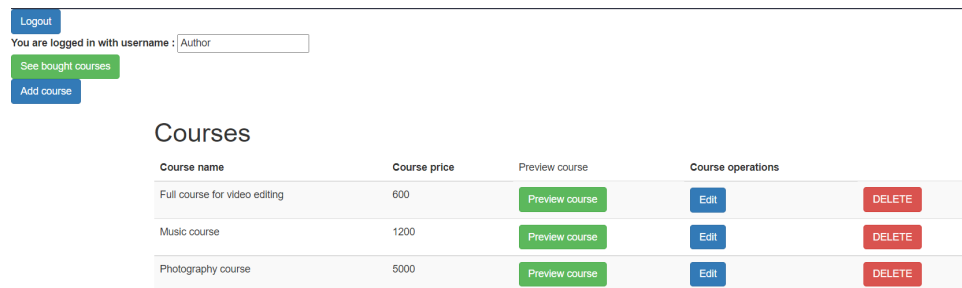 Logout
You are logged in with username : Author
See bought courses
Add course
Courses
Course name Course price Preview course Course operations
Full course for video editing 600 Preview course Edit DELETE
Music course 1200 Preview course Edit DELETE
Photography course 5000 Preview course Edit DELETE